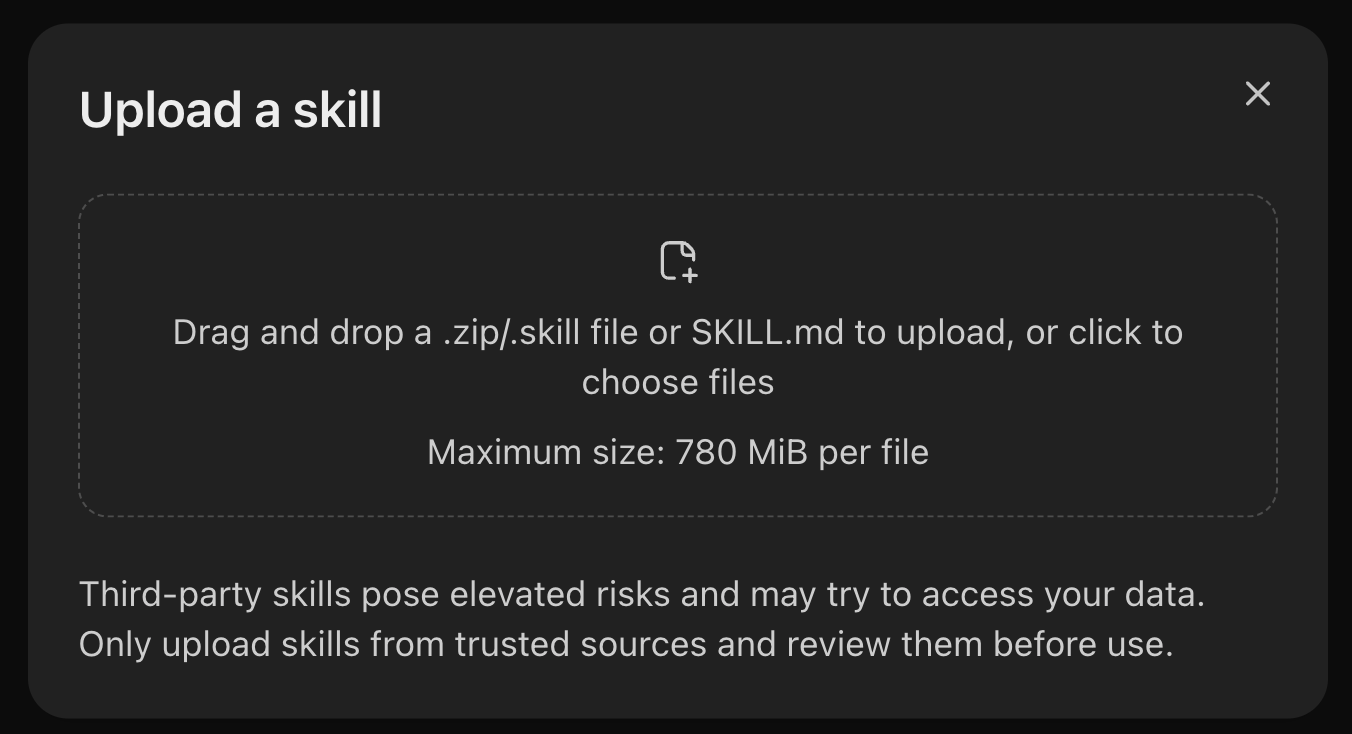 Upload a skill
Drag and drop a .zip/.skill file or SKILL.md to upload, or click to
choose files
Maximum size: 780 MiB per file
Third-party skills pose elevated risks and may try to access your data.
Only upload skills from trusted sources and review them before use.